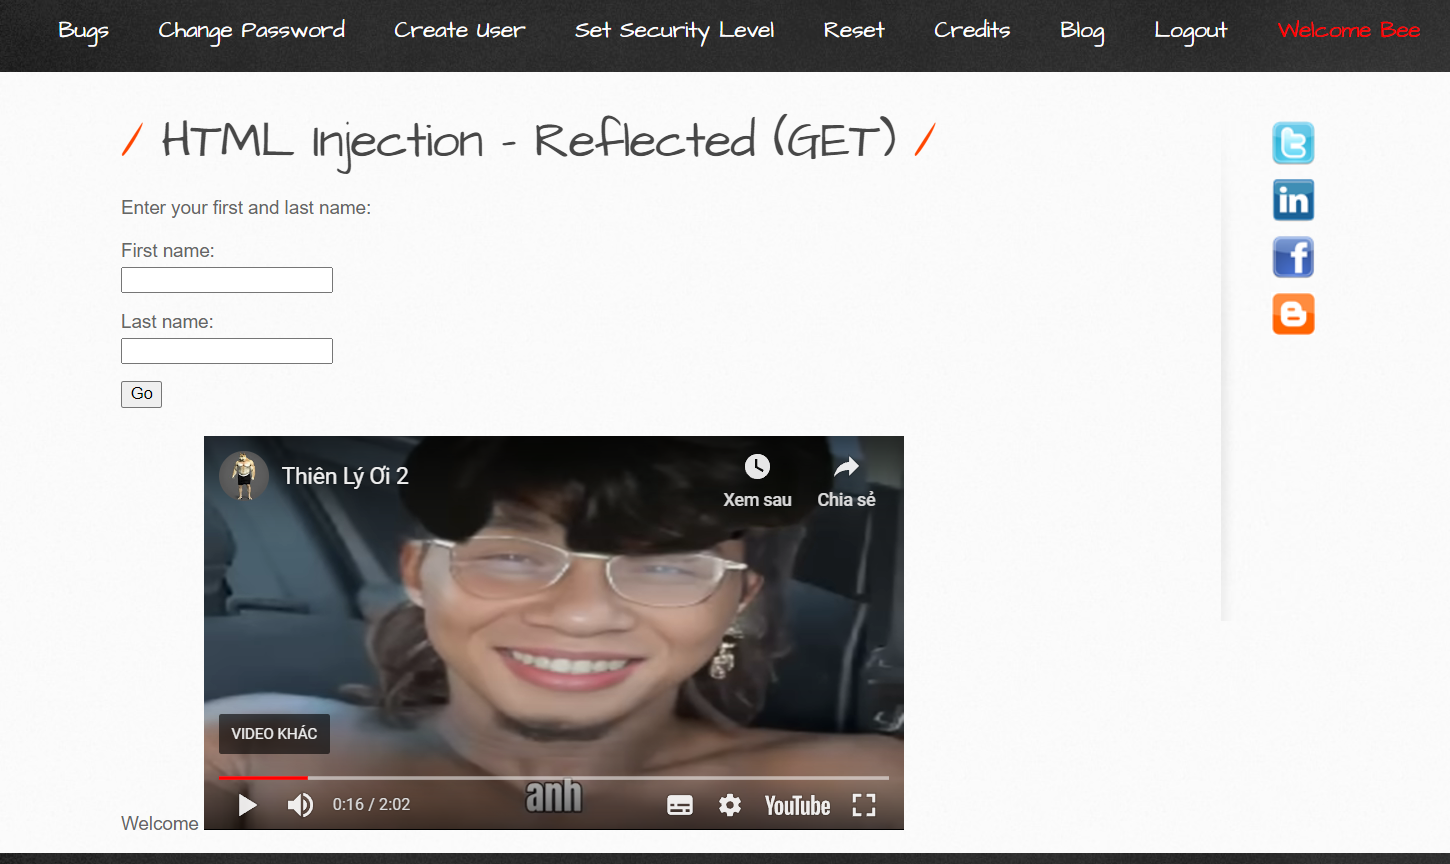 Bugs Change Password Create User Set Security Level Reset Credits Blog Logout Welcome Bee
/ HTML Injection - Reflected (GET) /
Enter your first and last name:
First name:
Last name:
Go
Thiên Lý Ơi 2
Xem sau Chia sẻ
VIDEO KHÁC
anh
0:16 / 2:02 YouTube
Welcome